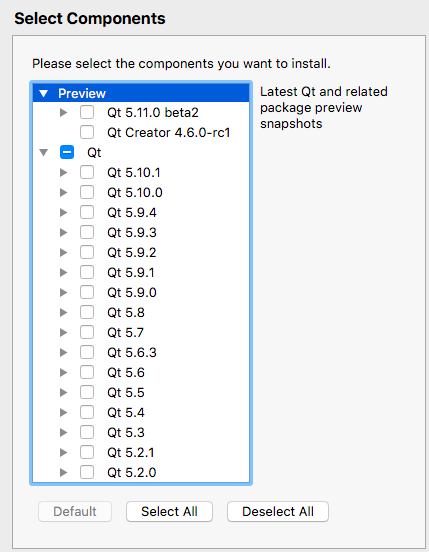 Select Components
Please select the components you want to install.
Preview
Latest Qt and related
package preview
snapshots
Qt 5.11.0 beta2
Qt Creator 4.6.0-rc1
Qt
Qt 5.10.1
Qt 5.10.0
Qt 5.9.4
Qt 5.9.3
Qt 5.9.2
Qt 5.9.1
Qt 5.9.0
Qt 5.8
Qt 5.7
Qt 5.6.3
Qt 5.6
Qt 5.5
Qt 5.4
Qt 5.3
Qt 5.2.1
Qt 5.2.0
Default
Select All
Deselect All